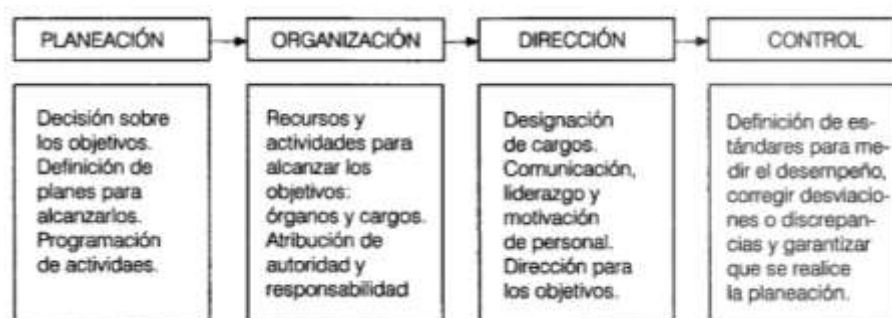 PLANEACIÓN
ORGANIZACIÓN
DIRECCIÓN
CONTROL
Decisión sobre
los objetivos.
Definición de
planes para
alcanzarlos.
Programación
de actividaes.
Recursos y
actividades para
alcanzar los
objetivos:
órganos y cargos.
Atribución de
autoridad y
responsabilidad
Designación
de cargos.
Comunicación,
liderazgo y
motivación
de personal.
Dirección para
los objetivos.
Definición de es-
tándares para me-
dir el desempeño,
corregir desviacio-
nes o discrepan-
cias y garantizar
que se realice
la planeación.